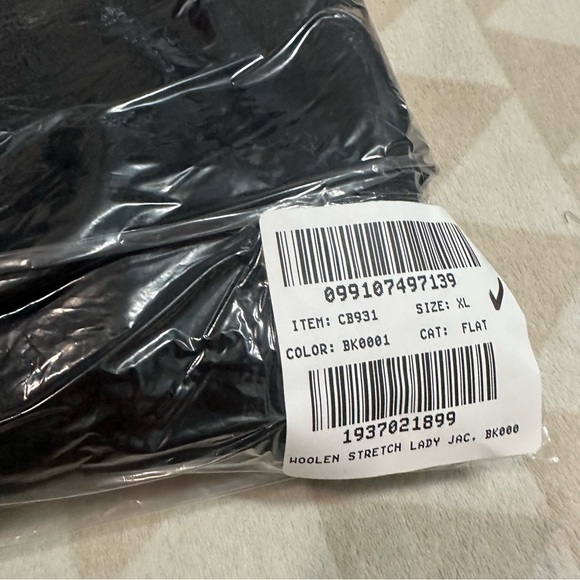 099107497139
ITEM: CB931 SIZE: XL
COLOR: BK0001 CAT: FLAT
1937021899
WOOLEN STRETCH LADY JAC. BK000